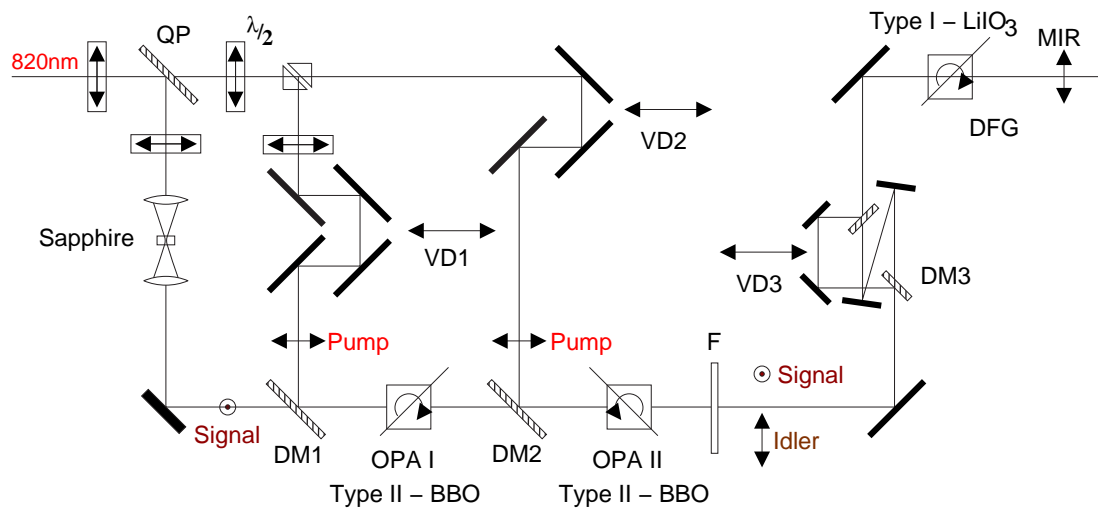 QP
λ/2
Type I – LiIO3
MIR
820nm
DFG
VD2
Sapphire
VD1
VD3
DM3
Pump
Pump
F
Signal
Signal
Idler
DM1
OPA I
DM2
OPA II
Type II – BBO
Type II – BBO